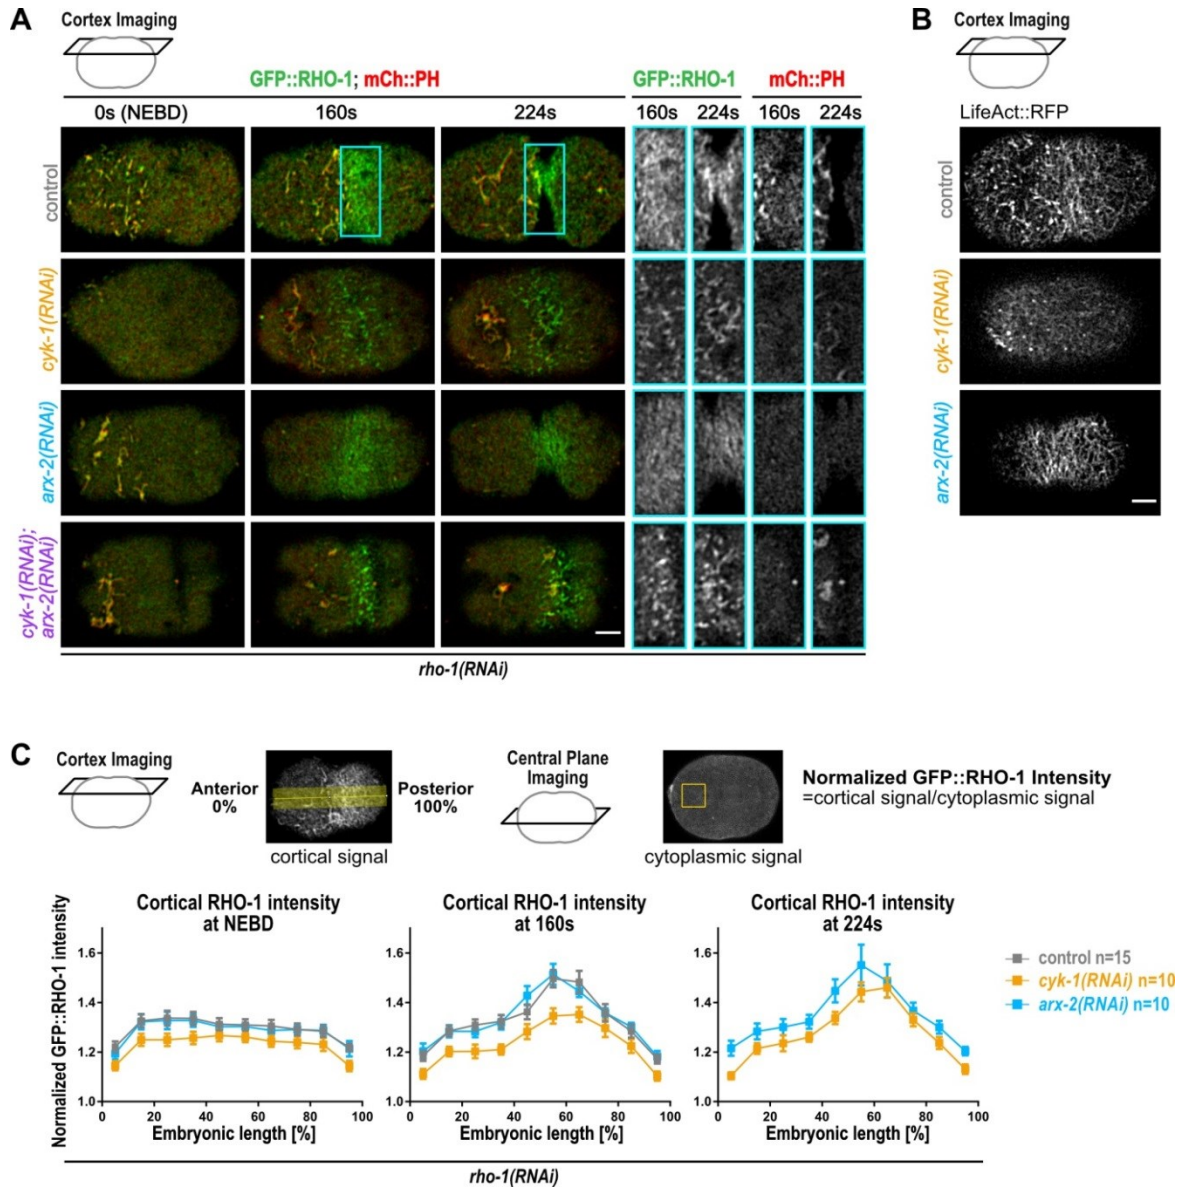 A
Cortex Imaging
GFP::RHO-1; mCh::PH
GFP::RHO-1
mCh::PH
0s (NEBD)
160s
224s
160s 224s 160s 224s
control
cyk-1(RNAi)
arx-2(RNAi)
cyk-1(RNAi);
arx-2(RNAi)
rho-1(RNAi)
B
Cortex Imaging
LifeAct::RFP
control
cyk-1(RNAi)
arx-2(RNAi)
C
Cortex Imaging
Anterior
0%
Posterior
100%
cortical signal
Central Plane
Imaging
cytoplasmic signal
Normalized GFP::RHO-1 Intensity
=cortical signal/cytoplasmic signal
Normalized GFP::RHO-1 intensity
Cortical RHO-1 intensity
at NEBD
1.6
1.4
1.2
1.0
0 20 40 60 80 100
Embryonic length [%]
Cortical RHO-1 intensity
at 160s
1.6
1.4
1.2
1.0
0 20 40 60 80 100
Embryonic length [%]
Cortical RHO-1 intensity
at 224s
1.6
1.4
1.2
1.0
0 20 40 60 80 100
Embryonic length [%]
control n=15
cyk-1(RNAi) n=10
arx-2(RNAi) n=10
rho-1(RNAi)